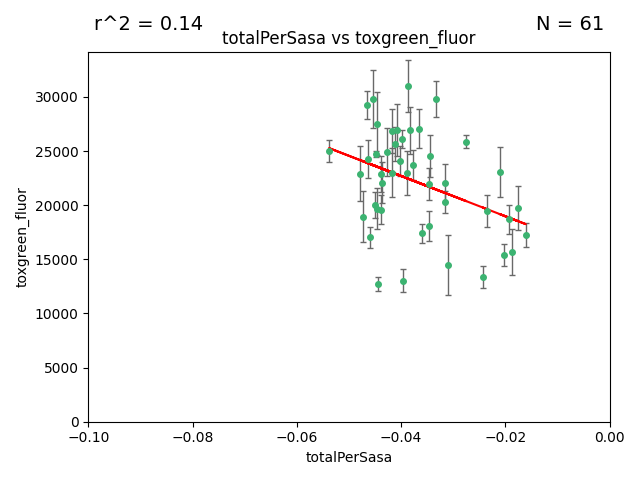 r^2 = 0.14 N = 61
totalPerSasa vs toxgreen_fluor
toxgreen_fluor
30000
25000
20000
15000
10000
5000
0
−0.10 −0.08 −0.06 −0.04 −0.02 0.00
totalPerSasa